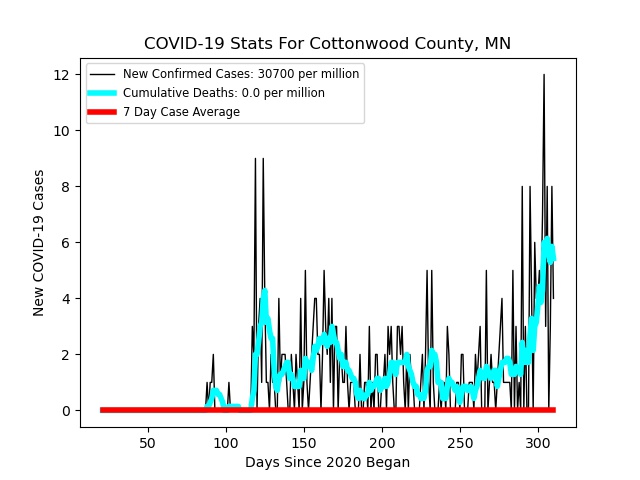 COVID-19 Stats For Cottonwood County, MN
New Confirmed Cases: 30700 per million
Cumulative Deaths: 0.0 per million
7 Day Case Average
New COVID-19 Cases
12
10
8
6
4
2
0
50 100 150 200 250 300
Days Since 2020 Began